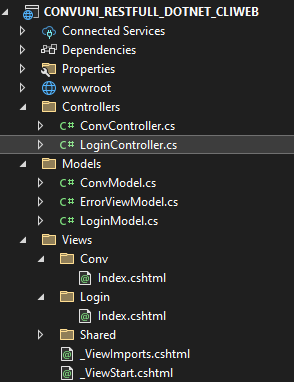 CONVUNI_RESTFULL_DOTNET_CLIWEB
Connected Services
Dependencies
Properties
wwwroot
Controllers
C# ConvController.cs
C# LoginController.cs
Models
C# ConvModel.cs
C# ErrorViewModel.cs
C# LoginModel.cs
Views
Conv
@ Index.cshtml
Login
@ Index.cshtml
Shared
@ _ViewImports.cshtml
@ _ViewStart.cshtml